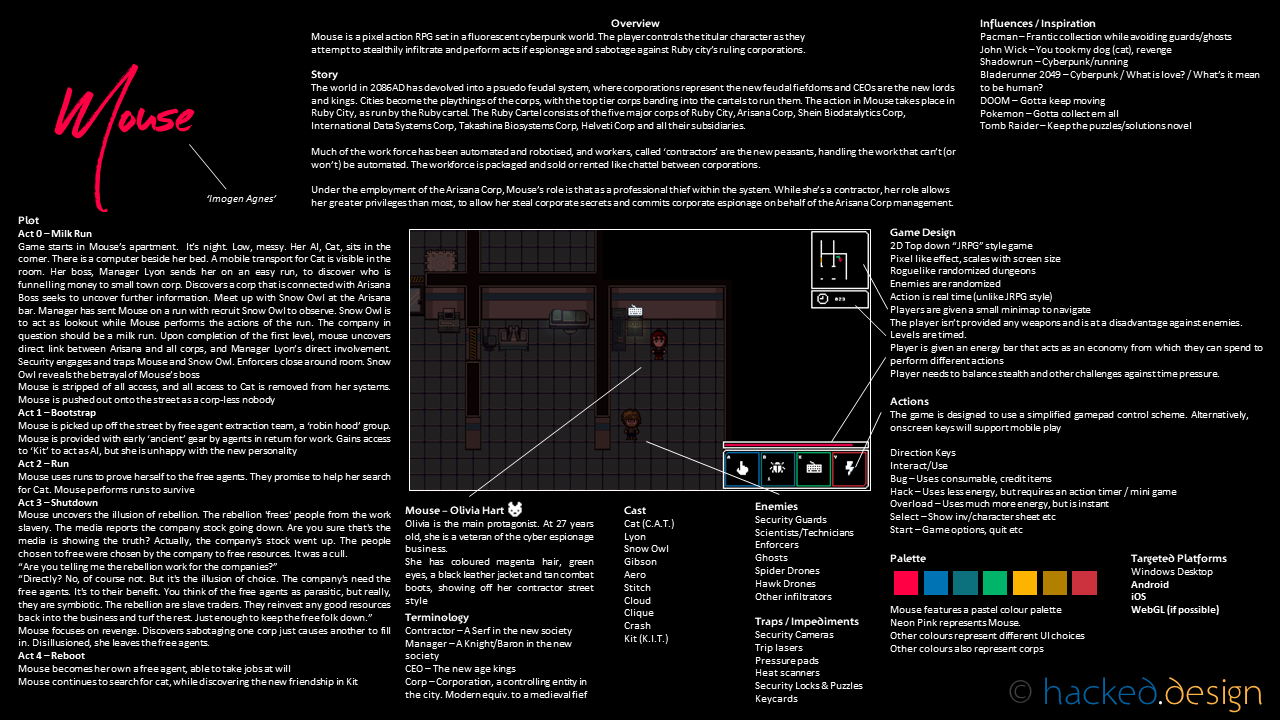 Mouse
'Imogen Agnes'
Overview
Mouse is a pixel action RPG set in a fluorescent cyberpunk world. The player controls the titular character as they
attempt to stealthily infiltrate and perform acts if espionage and sabotage against Ruby city's ruling corporations.
Story
The world in 2086AD has devolved into a psuedo feudal system, where corporations represent the new feudal fiefdoms and CEOs are the new lords
and kings. Cities become the playthings of the corps, with the top tier corps banding into the cartels to run them. The action in Mouse takes place in
Ruby City, as run by the Ruby cartel. The Ruby Cartel consists of the five major corps of Ruby City, Arisana Corp, Shein Biodatalytics Corp,
International Data Systems Corp, Takashina Biosystems Corp, Helveti Corp and all their subsidiaries.
Much of the work force has been automated and robotised, and workers, called 'contractors' are the new peasants, handling the work that can't (or
won't) be automated. The workforce is packaged and sold or rented like chattel between corporations.
Under the employment of the Arisana Corp, Mouse's role is that as a professional thief within the system. While she's a contractor, her role allows
her greater privileges than most, to allow her steal corporate secrets and commits corporate espionage on behalf of the Arisana Corp management.
Influences / Inspiration
Pacman – Frantic collection while avoiding guards/ghosts
John Wick – You took my dog (cat), revenge
Shadowrun – Cyberpunk/running
Bladerunner 2049 – Cyberpunk / What is love? / What's it mean
to be human?
DOOM – Gotta keep moving
Pokemon – Gotta collect em all
Tomb Raider – Keep the puzzles/solutions novel
Plot
Act 0 – Milk Run
Game starts in Mouse's apartment. It's night. Low, messy. Her AI, Cat, sits in the
corner. There is a computer beside her bed. A mobile transport for Cat is visible in the
room. Her boss, Manager Lyon sends her on an easy run, to discover who is
funnelling money to small town corp. Discovers a corp that is connected with Arisana
Boss seeks to uncover further information. Meet up with Snow Owl at the Arisana
bar. Manager has sent Mouse on a run with recruit Snow Owl to observe. Snow Owl is
to act as lookout while Mouse performs the actions of the run. The company in
question should be a milk run. Upon completion of the first level, mouse uncovers
direct link between Arisana and all corps, and Manager Lyon's direct involvement.
Security engages and traps Mouse and Snow Owl. Enforcers close around room. Snow
Owl reveals the betrayal of Mouse's boss
Mouse is stripped of all access, and all access to Cat is removed from her systems.
Mouse is pushed out onto the street as a corp-less nobody
Act 1 – Bootstrap
Mouse is picked up off the street by free agent extraction team, a 'robin hood' group.
Mouse is provided with early 'ancient' gear by agents in return for work. Gains access
to 'Kit' to act as AI, but she is unhappy with the new personality
Act 2 – Run
Mouse uses runs to prove herself to the free agents. They promise to help her search
for Cat. Mouse performs runs to survive
Act 3 – Shutdown
Mouse uncovers the illusion of rebellion. The rebellion 'frees' people from the work
slavery. The media reports the company stock going down. Are you sure that's the
media is showing the truth? Actually, the company's stock went up. The people
chosen to free were chosen by the company to free resources. It was a cull.
"Are you telling me the rebellion work for the companies?"
"Directly? No, of course not. But it's the illusion of choice. The company's need the
free agents. It's to their benefit. You think of the free agents as parasitic, but really,
they are symbiotic. The rebellion are slave traders. They reinvest any good resources
back into the business and turf the rest. Just enough to keep the free folk down."
Mouse focuses on revenge. Discovers sabotaging one corp just causes another to fill
in. Disillusioned, she leaves the free agents.
Act 4 – Reboot
Mouse becomes her own a free agent, able to take jobs at will
Mouse continues to search for cat, while discovering the new friendship in Kit
Mouse – Olivia Hart
Olivia is the main protagonist. At 27 years
old, she is a veteran of the cyber espionage
business.
She has coloured magenta hair, green
eyes, a black leather jacket and tan combat
boots, showing off her contractor street
style
Terminology
Contractor – A Serf in the new society
Manager – A Knight/Baron in the new
society
CEO – The new age kings
Corp – Corporation, a controlling entity in
the city. Modern equiv. to a medieval fief
Cast
Cat (C.A.T.)
Lyon
Snow Owl
Gibson
Aero
Stitch
Cloud
Clique
Crash
Kit (K.I.T.)
Enemies
Security Guards
Scientists/Technicians
Enforcers
Ghosts
Spider Drones
Hawk Drones
Other infiltrators
Traps / Impediments
Security Cameras
Trip lasers
Pressure pads
Heat scanners
Security Locks & Puzzles
Keycards
Game Design
2D Top down "JRPG" style game
Pixel like effect, scales with screen size
Roguelike randomized dungeons
Enemies are randomized
Action is real time (unlike JRPG style)
Players are given a small minimap to navigate
The player isn't provided any weapons and is at a disadvantage against enemies.
Levels are timed.
Player is given an energy bar that acts as an economy from which they can spend to
perform different actions
Player needs to balance stealth and other challenges against time pressure.
Actions
The game is designed to use a simplified gamepad control scheme. Alternatively,
onscreen keys will support mobile play
Direction Keys
Interact/Use
Bug – Uses consumable, credit items
Hack – Uses less energy, but requires an action timer / mini game
Overload – Uses much more energy, but is instant
Select – Show inv/character sheet etc
Start – Game options, quit etc
Palette
Mouse features a pastel colour palette
Neon Pink represents Mouse.
Other colours represent different UI choices
Other colours also represent corps
Targeted Platforms
Windows Desktop
Android
iOS
WebGL (if possible)
© hacked.design